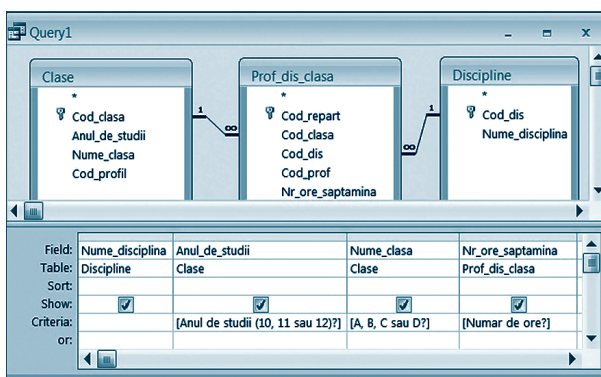 Query1
Clase
*
Cod_clasa
Anul_de_studii
Nume_clasa
Cod_profil
1
∞
Prof_dis_clasa
*
Cod_repart
Cod_clasa
Cod_dis
Cod_prof
Nr_ore_saptamina
1
∞
Discipline
*
Cod_dis
Nume_disciplina
Field: Nume_disciplina Anul_de_studii Nume_clasa Nr_ore_saptamina
Table: Discipline Clase Clase Prof_dis_clasa
Sort:
Show:
Criteria: [Anul de studii (10, 11 sau 12)?] [A, B, C sau D?] [Numar de ore?]
or: